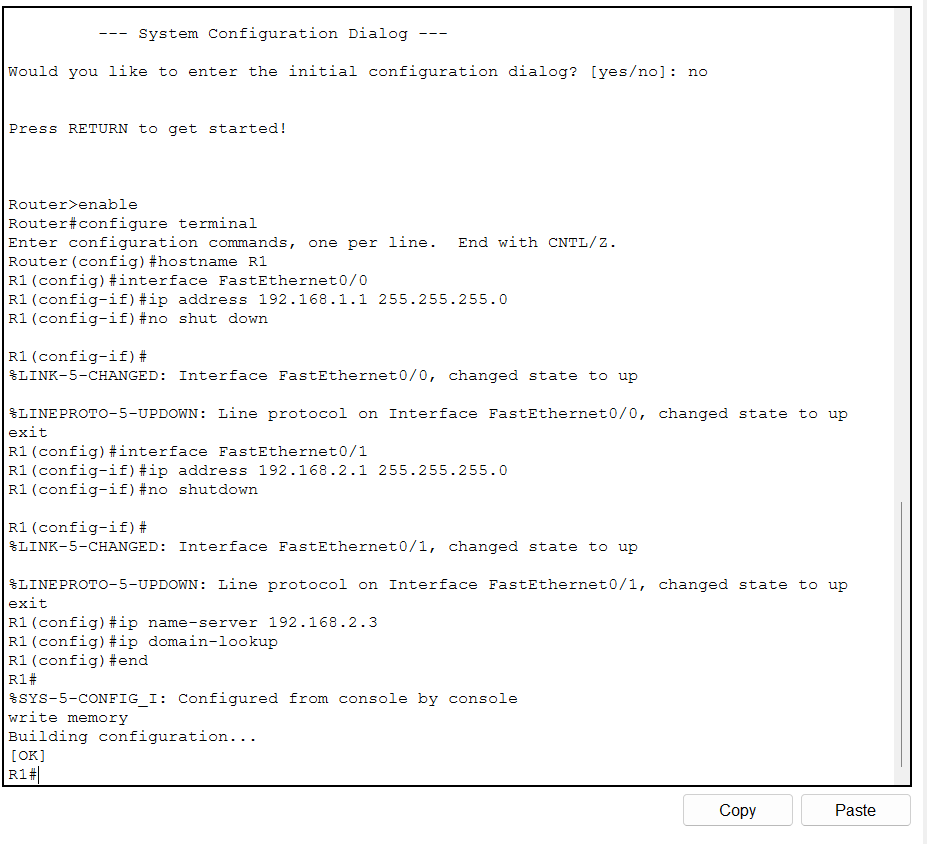 --- System Configuration Dialog ---
Would you like to enter the initial configuration dialog? [yes/no]: no
Press RETURN to get started!
Router>enable
Router#configure terminal
Enter configuration commands, one per line.  End with CNTL/Z.
Router(config)#hostname R1
R1(config)#interface FastEthernet0/0
R1(config-if)#ip address 192.168.1.1 255.255.255.0
R1(config-if)#no shut down
R1(config-if)#
%LINK-5-CHANGED: Interface FastEthernet0/0, changed state to up
%LINEPROTO-5-UPDOWN: Line protocol on Interface FastEthernet0/0, changed state to up
exit
R1(config)#interface FastEthernet0/1
R1(config-if)#ip address 192.168.2.1 255.255.255.0
R1(config-if)#no shutdown
R1(config-if)#
%LINK-5-CHANGED: Interface FastEthernet0/1, changed state to up
%LINEPROTO-5-UPDOWN: Line protocol on Interface FastEthernet0/1, changed state to up
exit
R1(config)#ip name-server 192.168.2.3
R1(config)#ip domain-lookup
R1(config)#end
R1#
%SYS-5-CONFIG_I: Configured from console by console
write memory
Building configuration...
[OK]
R1#
Copy
Paste